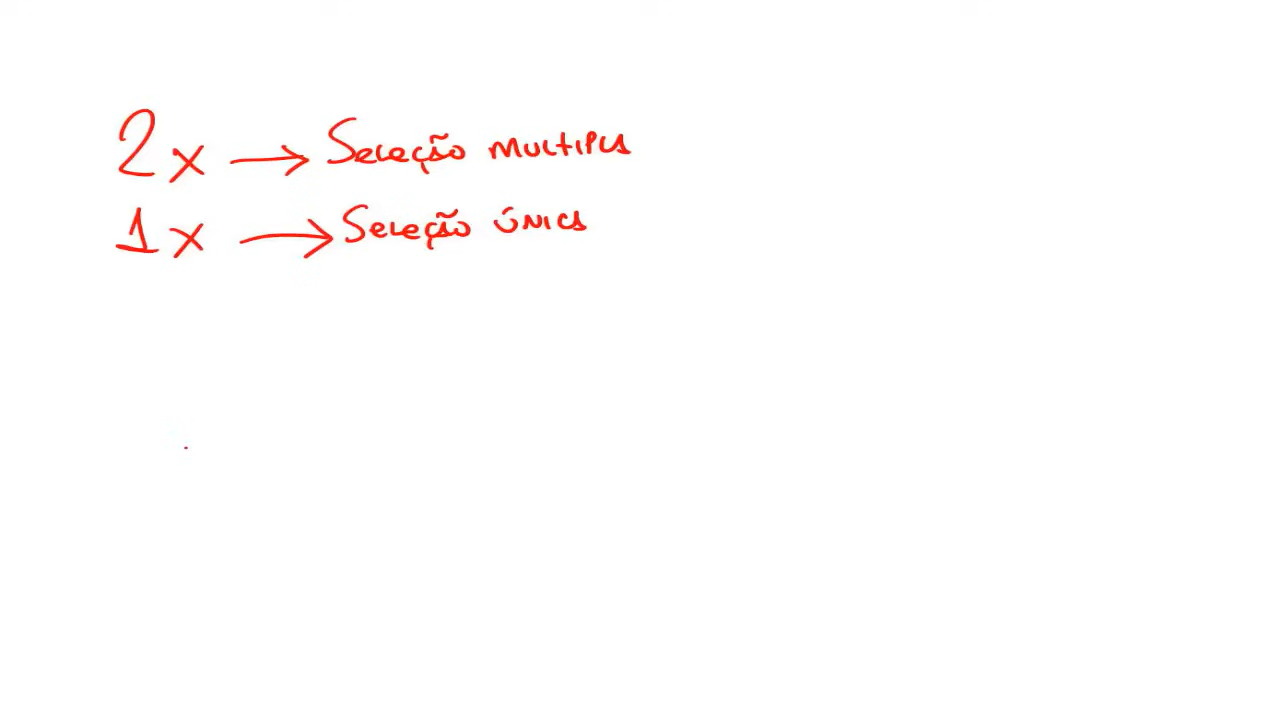 2x → Seleção multipla
1x → Seleção única